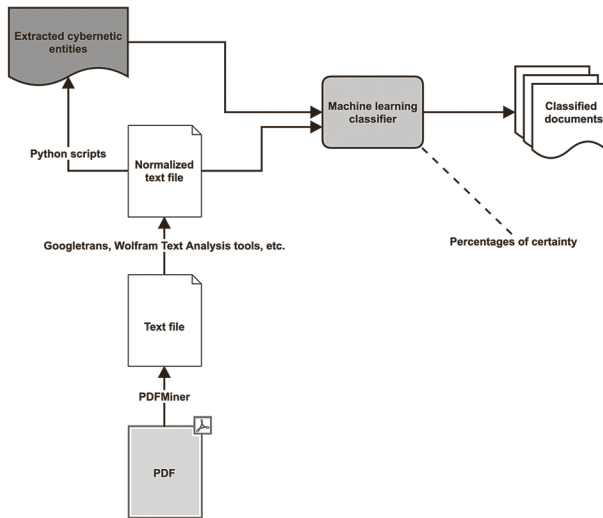 Extracted cybernetic
entities
Machine learning
classifier
Classified
documents
Python scripts
Normalized
text file
Percentages of certainty
Googletrans, Wolfram Text Analysis tools, etc.
Text file
PDFMiner
PDF